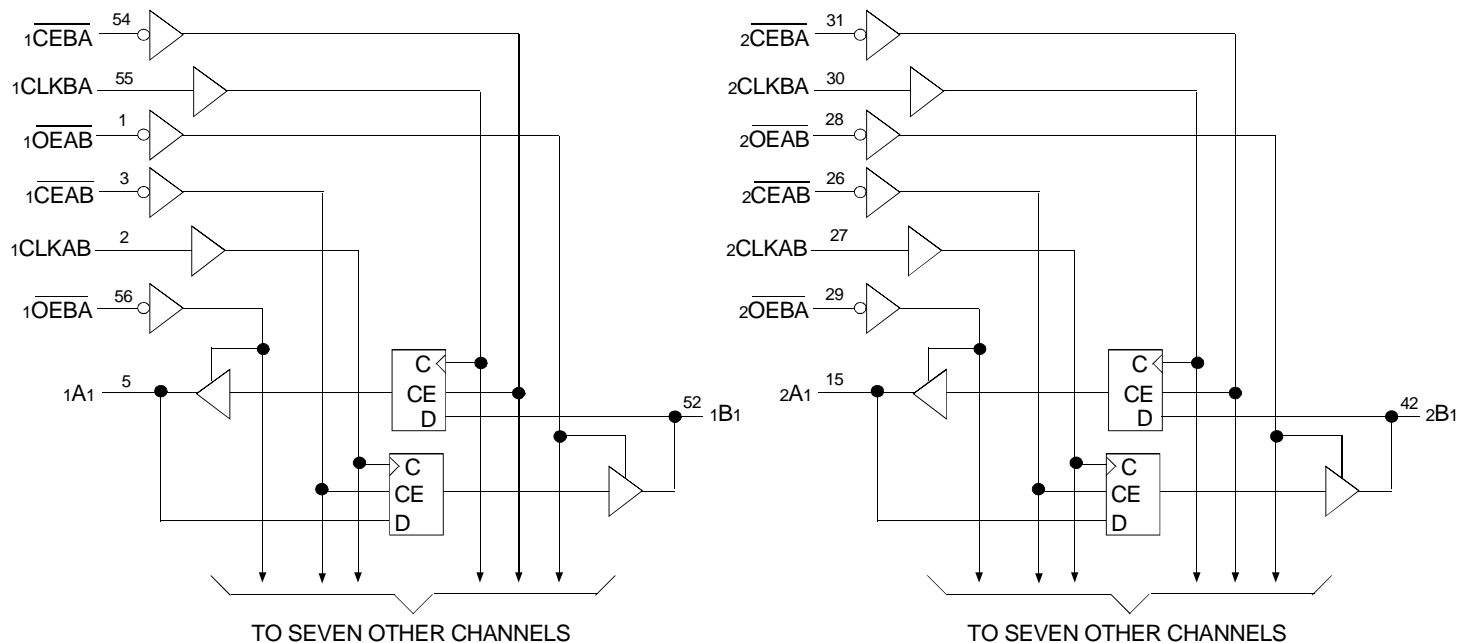 1CEBA 54
1CLKBA 55
1OEAB 1
1CEAB 3
1CLKAB 2
1OEBA 56
1A1 5
C
CE
D
52 1B1
C
CE
D
TO SEVEN OTHER CHANNELS
2CEBA 31
2CLKBA 30
2OEAB 28
2CEAB 26
2CLKAB 27
2OEBA 29
2A1 15
C
CE
D
42 2B1
C
CE
D
TO SEVEN OTHER CHANNELS